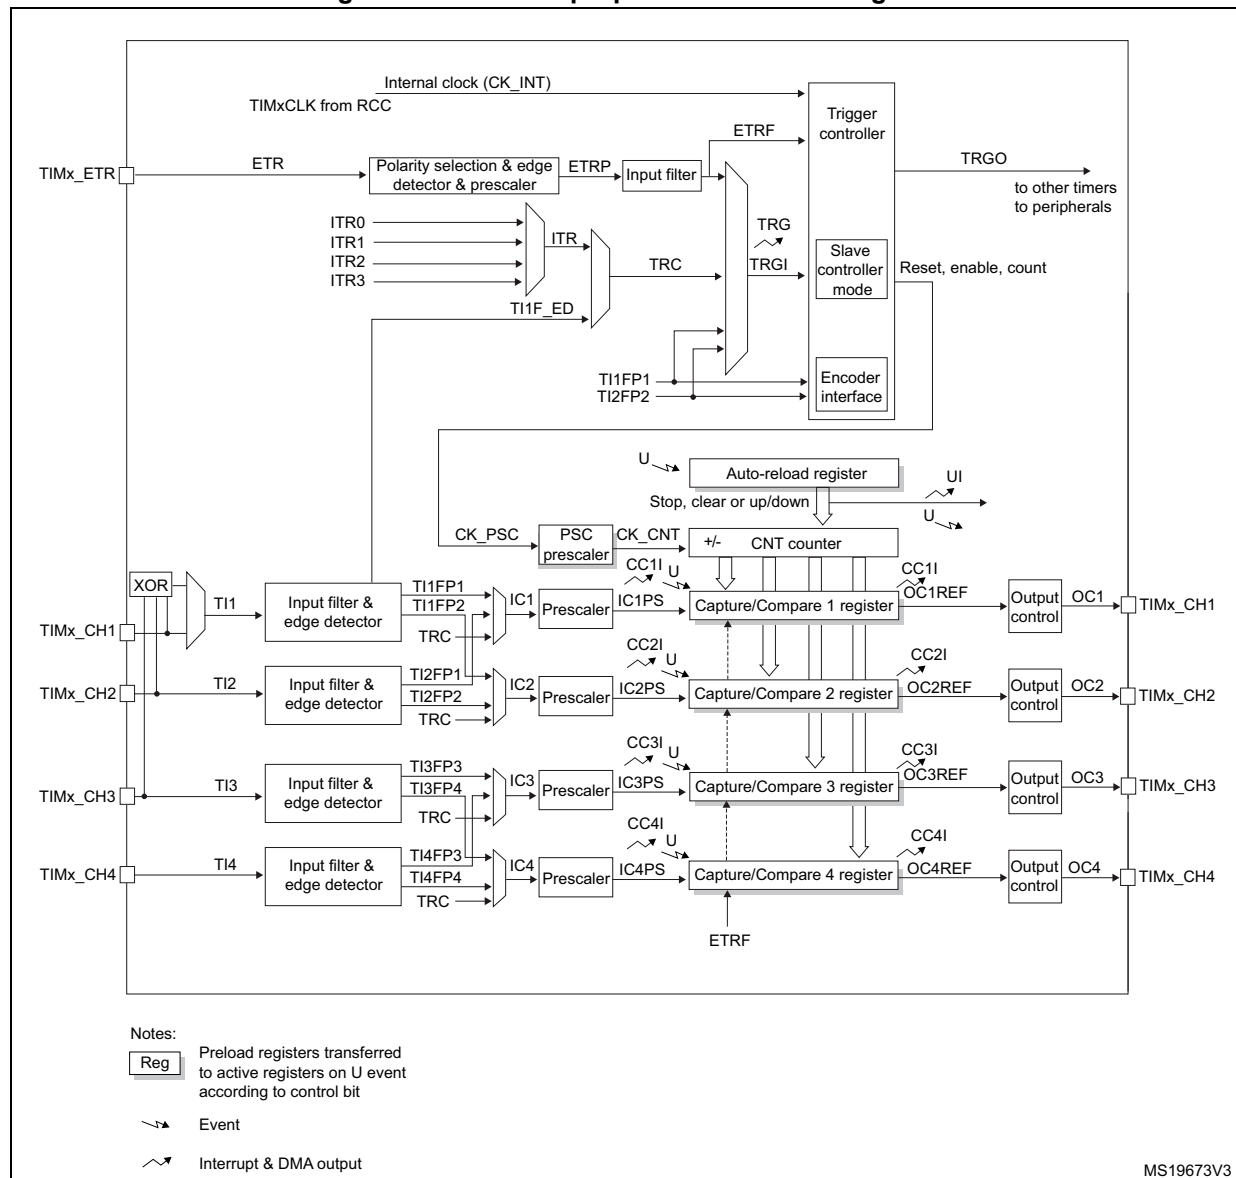 Internal clock (CK_INT)
TIMxCLK from RCC
Trigger
controller
ETRF
TIMx_ETR
ETR
Polarity selection & edge
detector & prescaler
ETRP
Input filter
TRGO
to other timers
to peripherals
ITR0
ITR1
ITR2
ITR3
ITR
TRC
TRG
TRGI
Slave
controller
mode
Reset, enable, count
TI1F_ED
TI1FP1
TI2FP2
Encoder
interface
U
Auto-reload register
UI
Stop, clear or up/down
U
CK_PSC
PSC
prescaler
CK_CNT
+/-
CNT counter
XOR
TI1
TIMx_CH1
Input filter &
edge detector
TI1FP1
TI1FP2
TRC
IC1
Prescaler
CC1I
U
IC1PS
Capture/Compare 1 register
CC1I
OC1REF
Output
control
OC1
TIMx_CH1
TIMx_CH2
TI2
Input filter &
edge detector
TI2FP1
TI2FP2
TRC
IC2
Prescaler
CC2I
U
IC2PS
Capture/Compare 2 register
CC2I
OC2REF
Output
control
OC2
TIMx_CH2
TIMx_CH3
TI3
Input filter &
edge detector
TI3FP3
TI3FP4
TRC
IC3
Prescaler
CC3I
U
IC3PS
Capture/Compare 3 register
CC3I
OC3REF
Output
control
OC3
TIMx_CH3
TIMx_CH4
TI4
Input filter &
edge detector
TI4FP3
TI4FP4
TRC
IC4
Prescaler
CC4I
U
IC4PS
Capture/Compare 4 register
CC4I
OC4REF
Output
control
OC4
TIMx_CH4
ETRF
Notes:
Reg
Preload registers transferred
to active registers on U event
according to control bit
Event
Interrupt & DMA output
MS19673V3